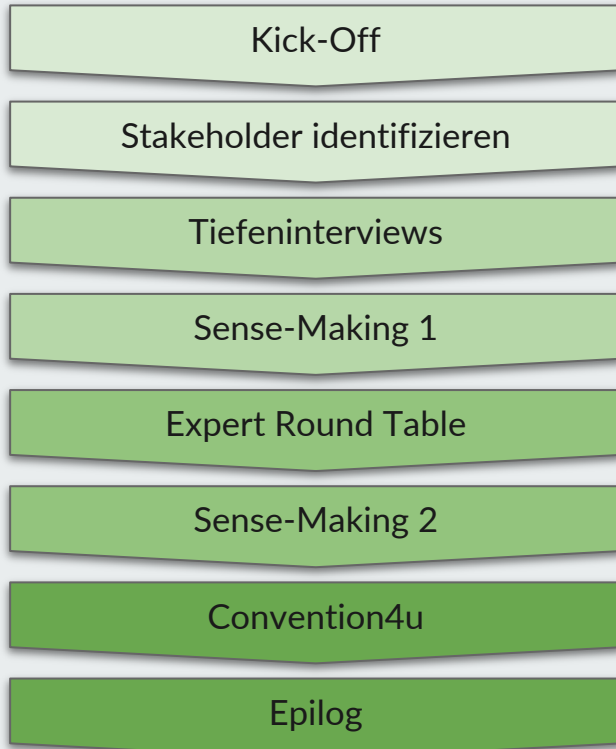 Kick-Off
Stakeholder identifizieren
Tiefeninterviews
Sense-Making 1
Expert Round Table
Sense-Making 2
Convention4u
Epilog